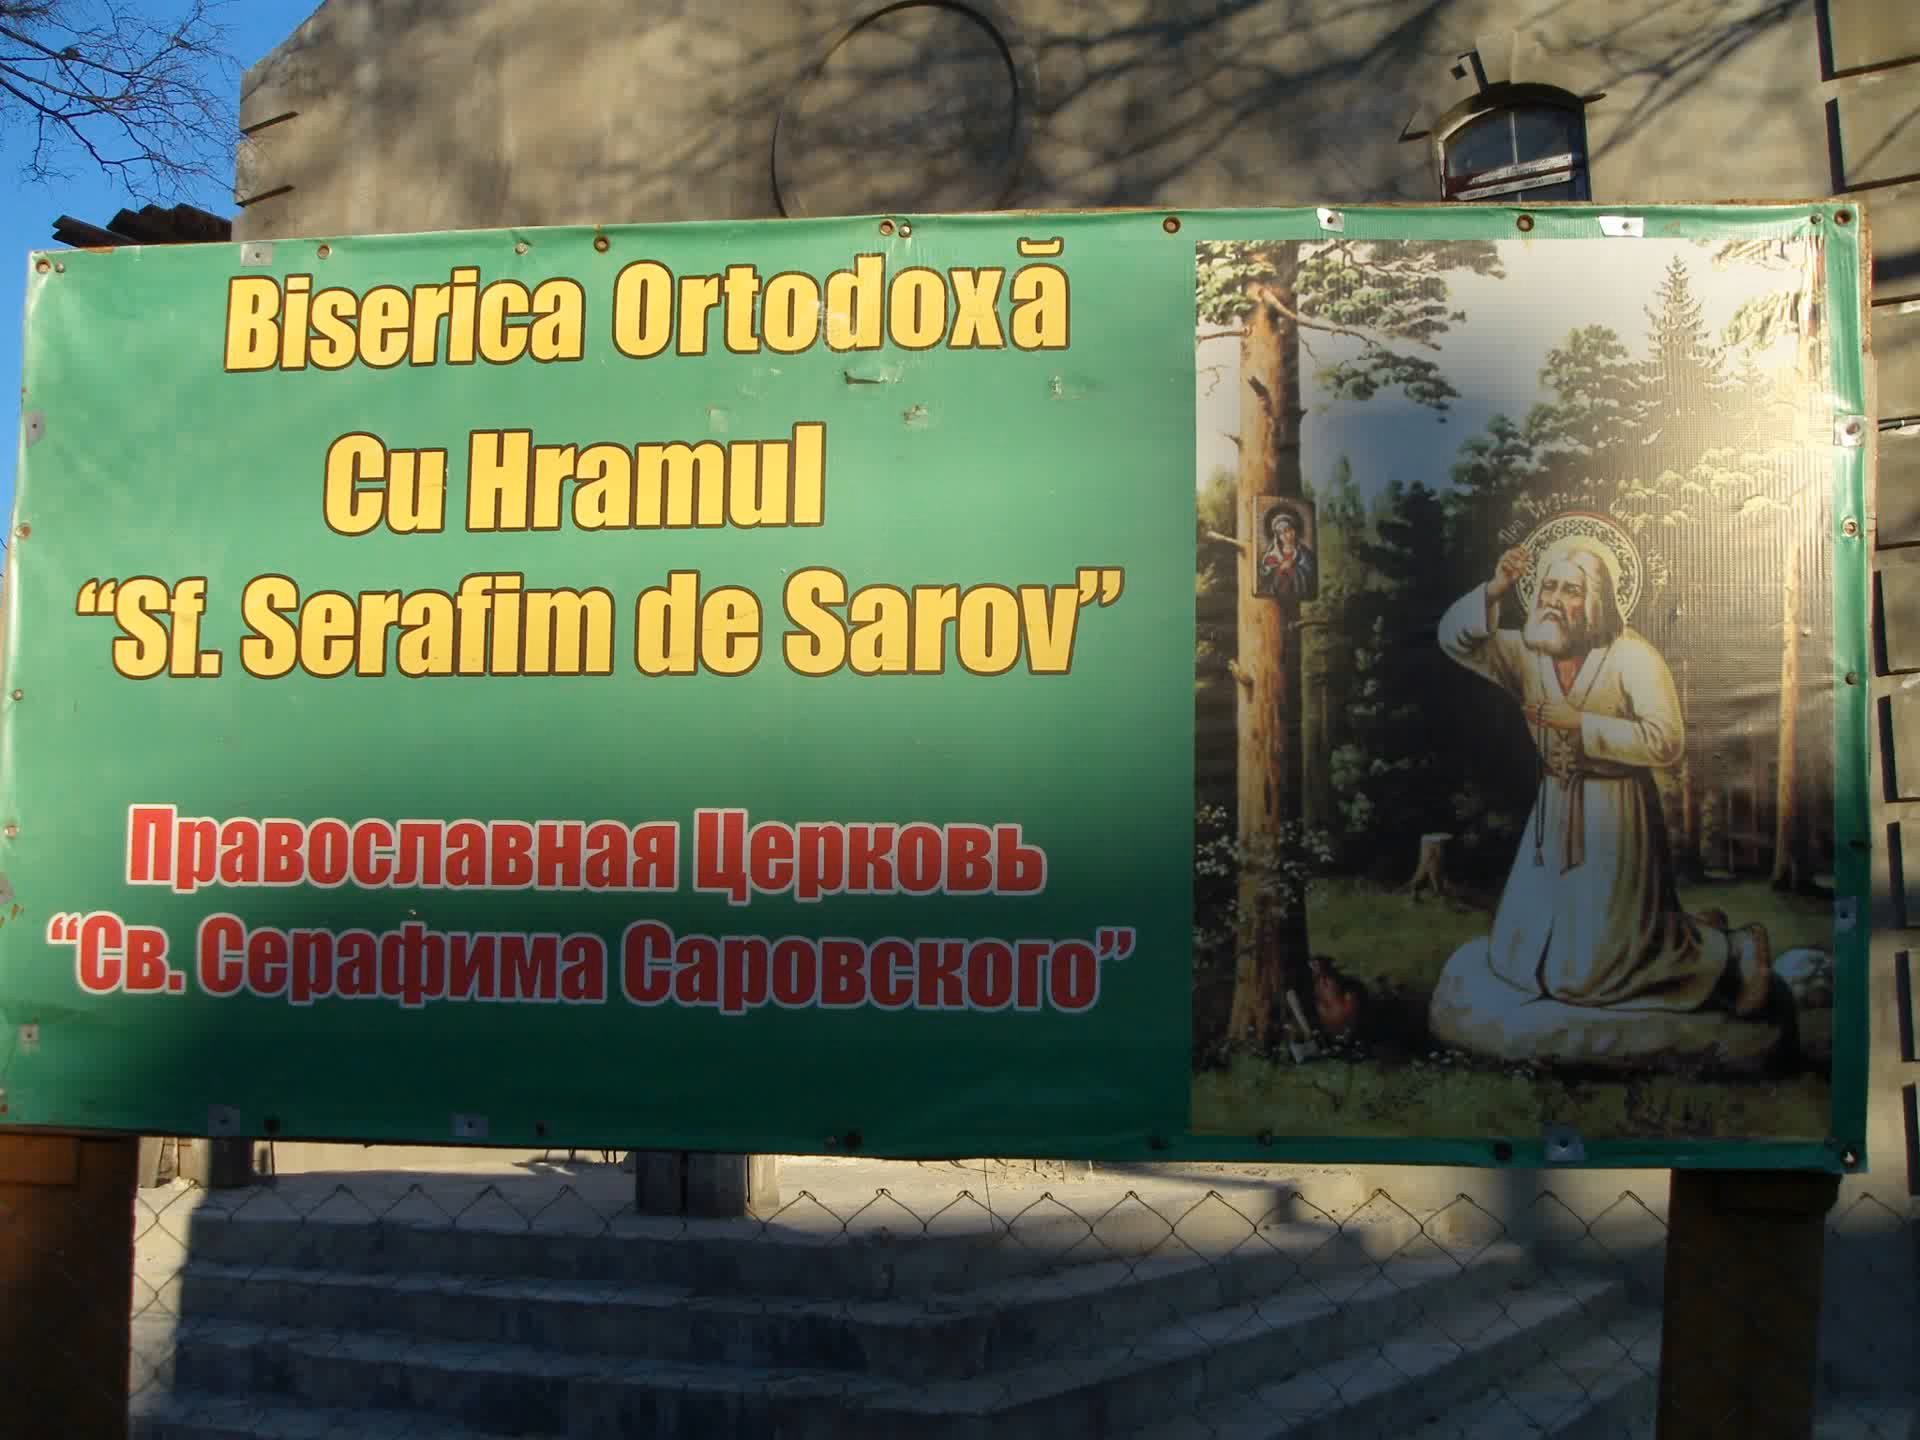 Biserica Ortodoxă
Cu Hramul
“Sf. Serafim de Sarov”
Православная Церковь
“Св. Серафима Саровского”